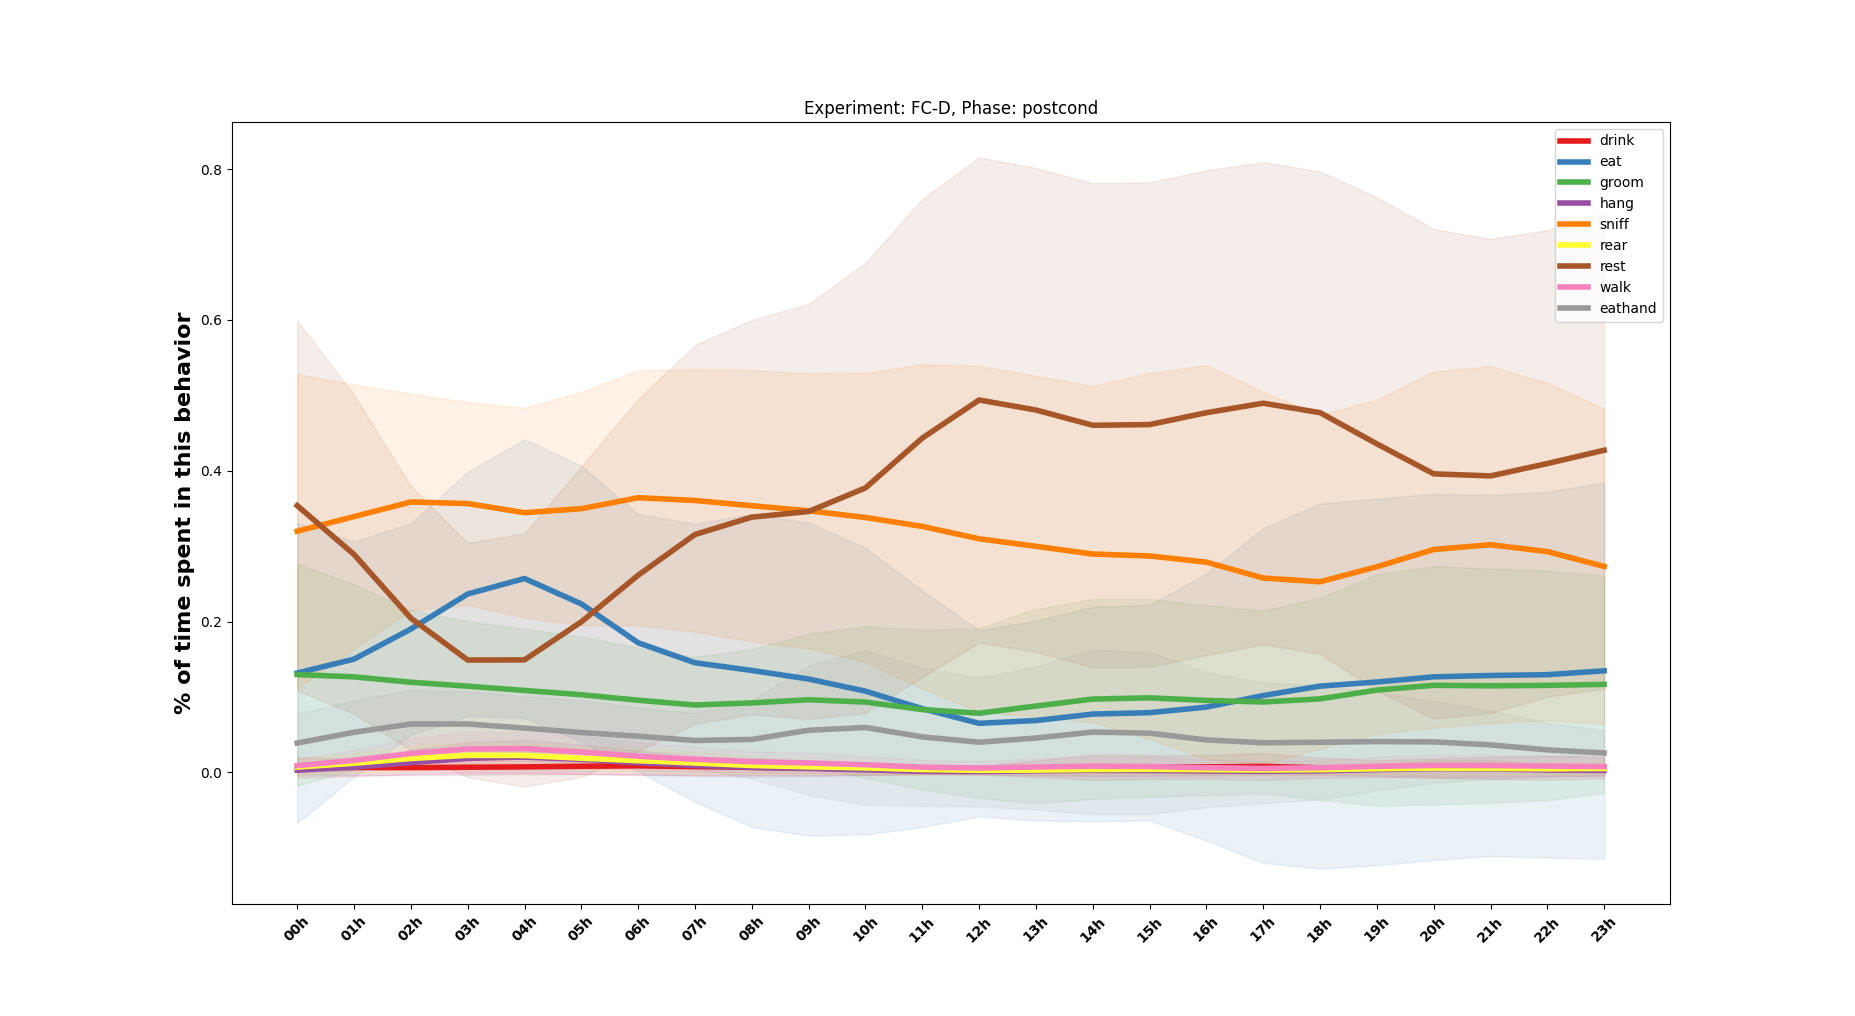 Experiment: FC-D, Phase: postcond
% of time spent in this behavior
0.8
0.6
0.4
0.2
0.0
drink
eat
groom
hang
sniff
rear
rest
walk
eathand
00h 01h 02h 03h 04h 05h 06h 07h 08h 09h 10h 11h 12h 13h 14h 15h 16h 17h 18h 19h 20h 21h 22h 23h